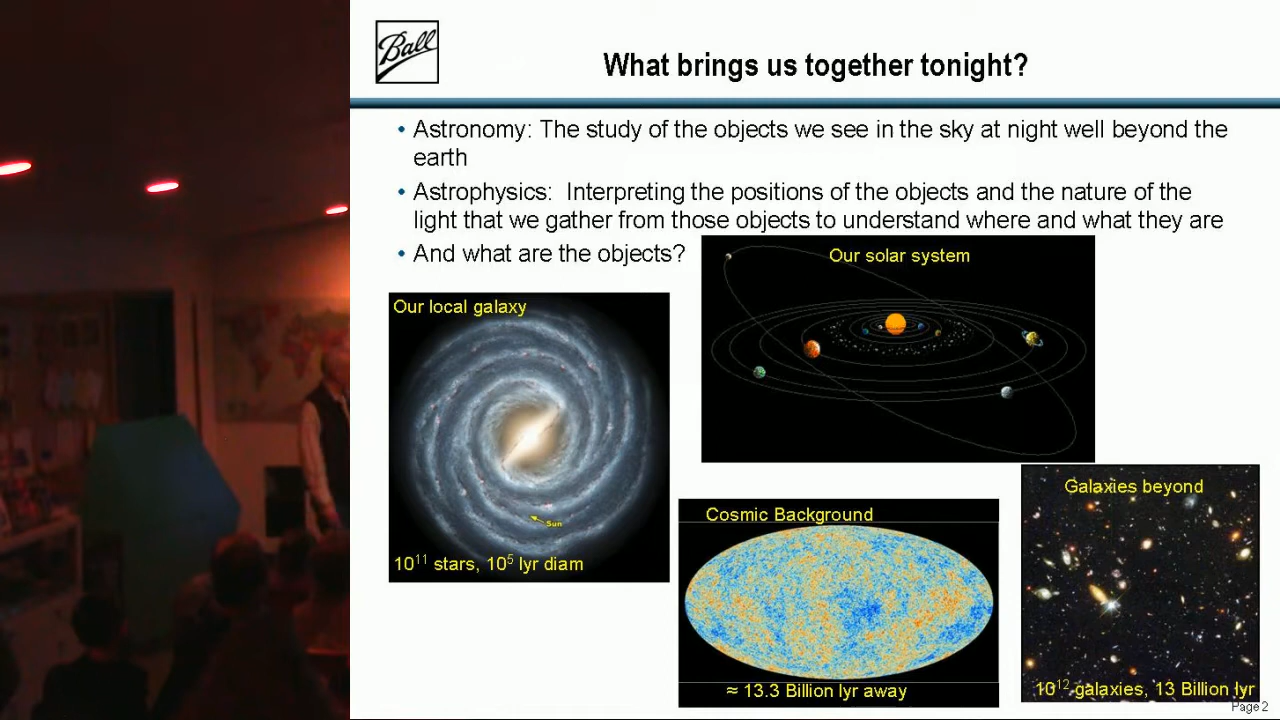 Ball
What brings us together tonight?
• Astronomy: The study of the objects we see in the sky at night well beyond the
earth
• Astrophysics: Interpreting the positions of the objects and the nature of the
light that we gather from those objects to understand where and what they are
• And what are the objects?
Our solar system
Our local galaxy
Sun
10¹¹ stars, 10⁵ lyr diam
Cosmic Background
≈ 13.3 Billion lyr away
Galaxies beyond
10¹² galaxies, 13 Billion lyr
Page 2